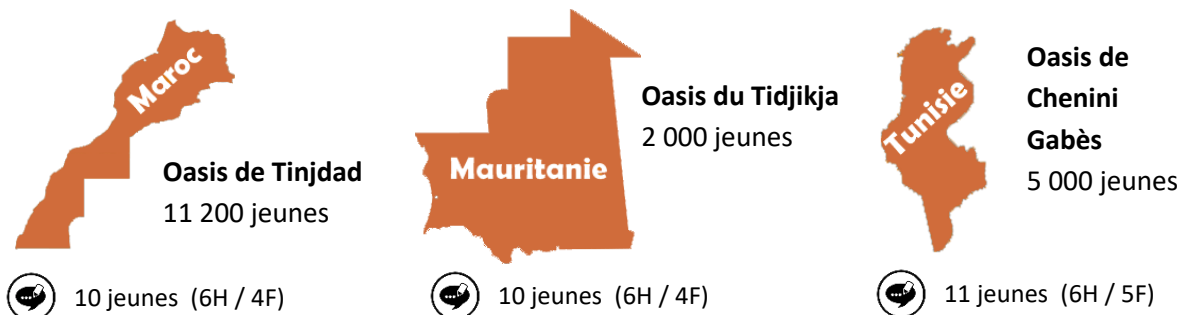 Maroc
Oasis de Tinjdad
11 200 jeunes
10 jeunes (6H / 4F)
Mauritanie
Oasis du Tidjikja
2 000 jeunes
10 jeunes (6H / 4F)
Tunisie
Oasis de
Chenini
Gabès
5 000 jeunes
11 jeunes (6H / 5F)